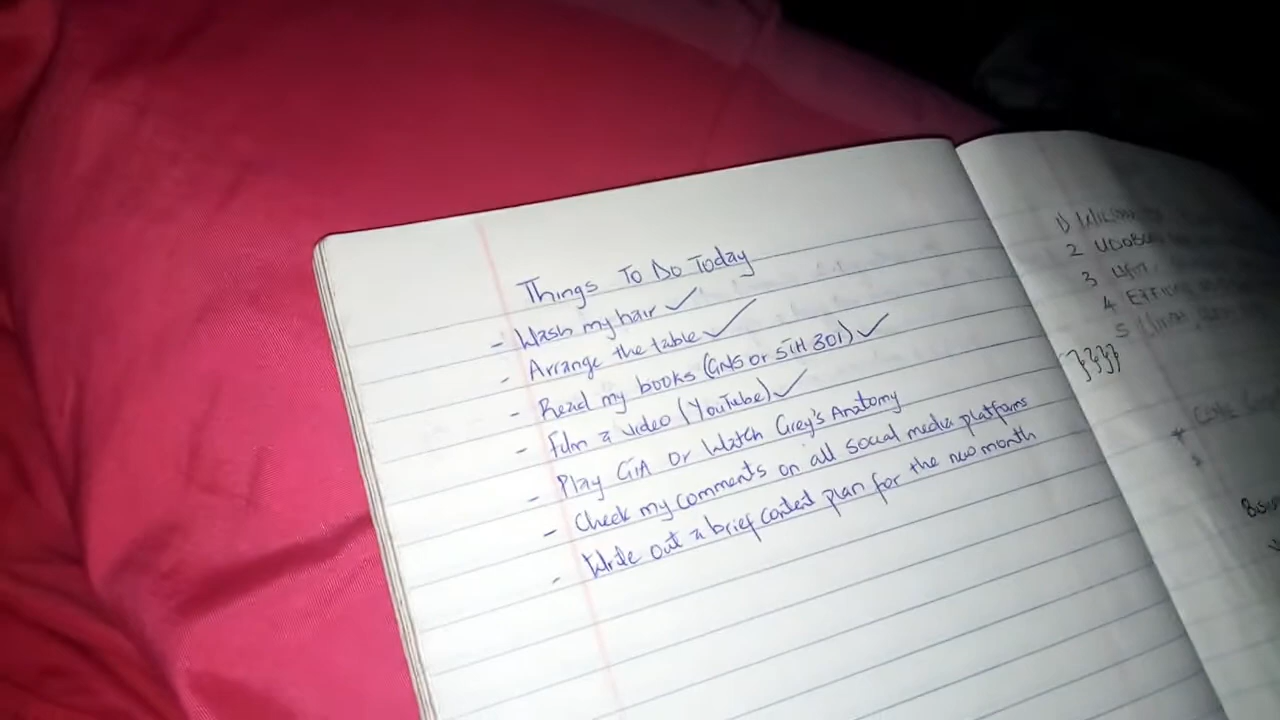 Things To Do Today
- Wash my hair ✓
- Arrange the table ✓
- Read my books (GNS or STH 301) ✓
- Film a video (YouTube) ✓
- Play GTA or Watch Grey's Anatomy
- Check my comments on all social media platforms
- Write out a brief content plan for the new month
1)
2
3
4
5
}}}}